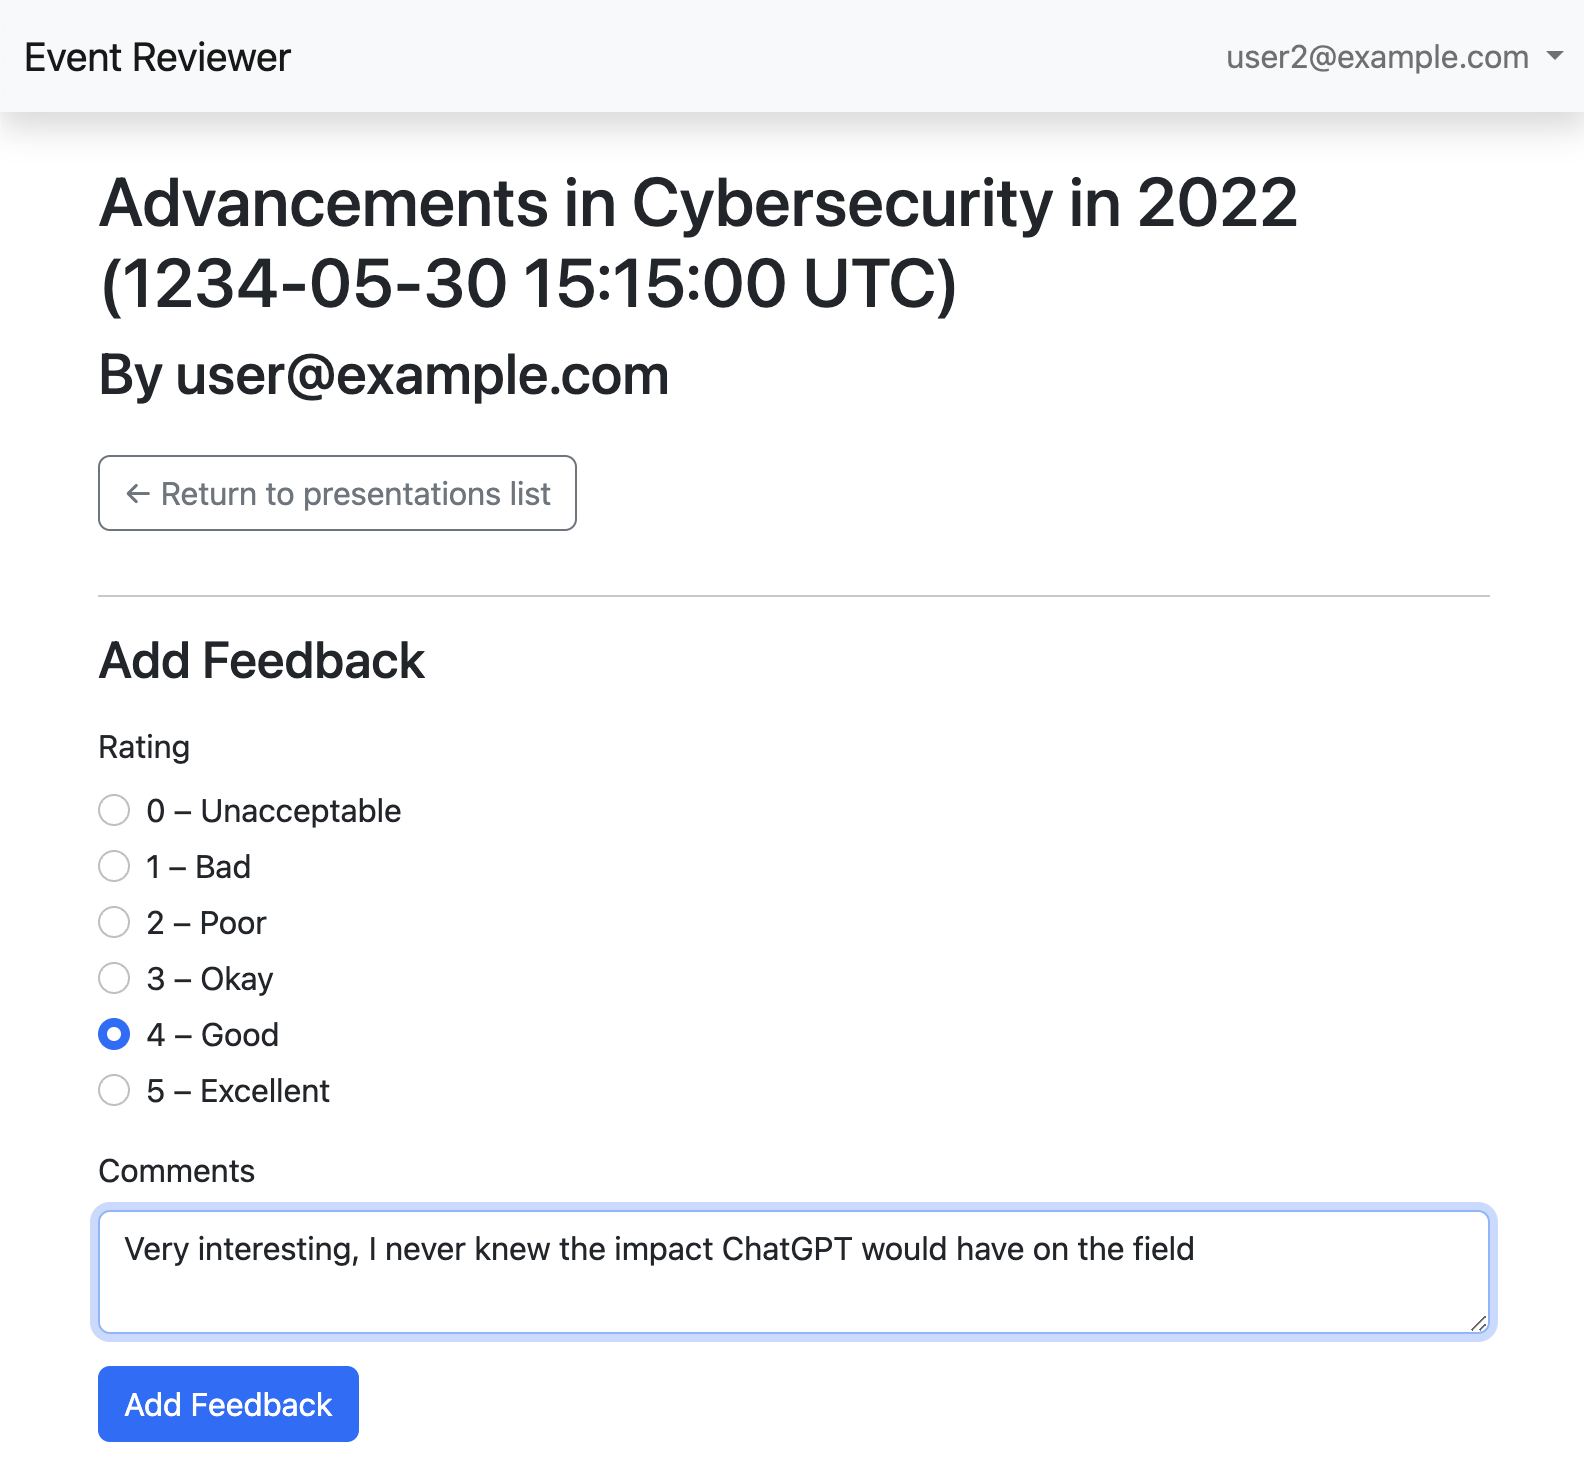 Event Reviewer
user2@example.com
Advancements in Cybersecurity in 2022
(1234-05-30 15:15:00 UTC)
By user@example.com
← Return to presentations list
Add Feedback
Rating
0 – Unacceptable
1 – Bad
2 – Poor
3 – Okay
4 – Good
5 – Excellent
Comments
Very interesting, I never knew the impact ChatGPT would have on the field
Add Feedback